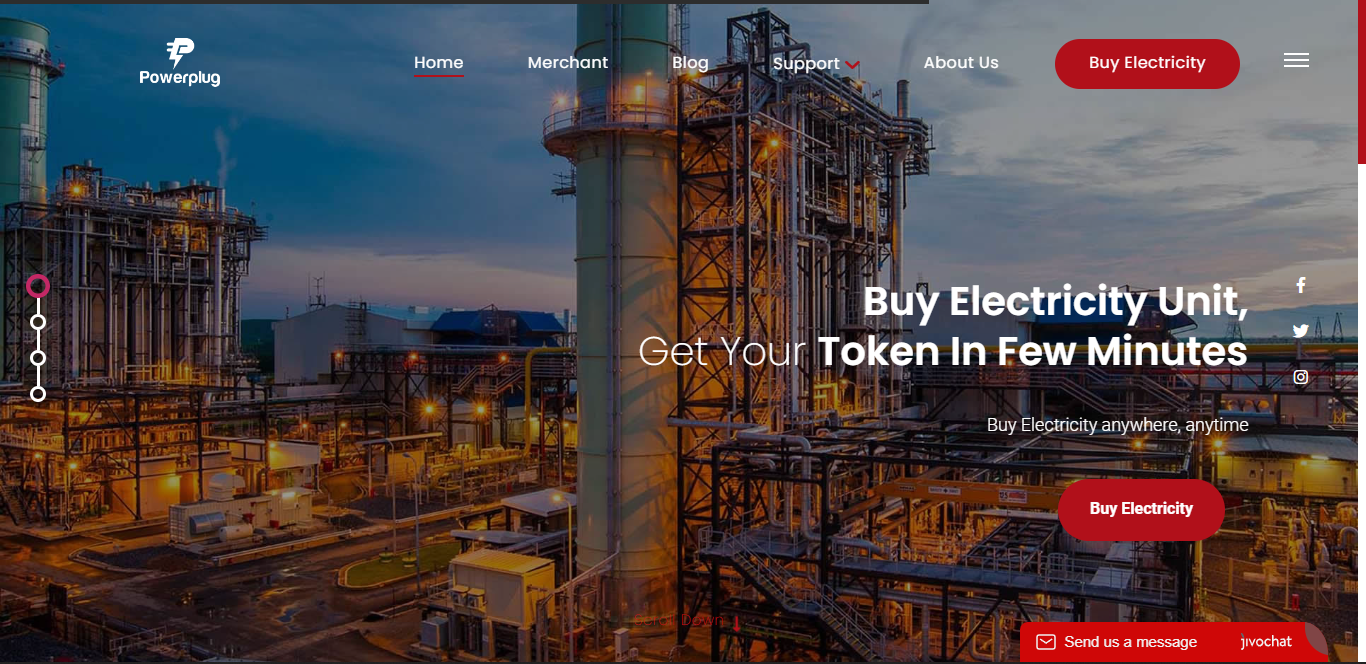 Powerplug
Home
Merchant
Blog
Support
About Us
Buy Electricity
Buy Electricity Unit,
Get Your Token In Few Minutes
Buy Electricity anywhere, anytime
Buy Electricity
Scroll Down
Send us a message
jivochat